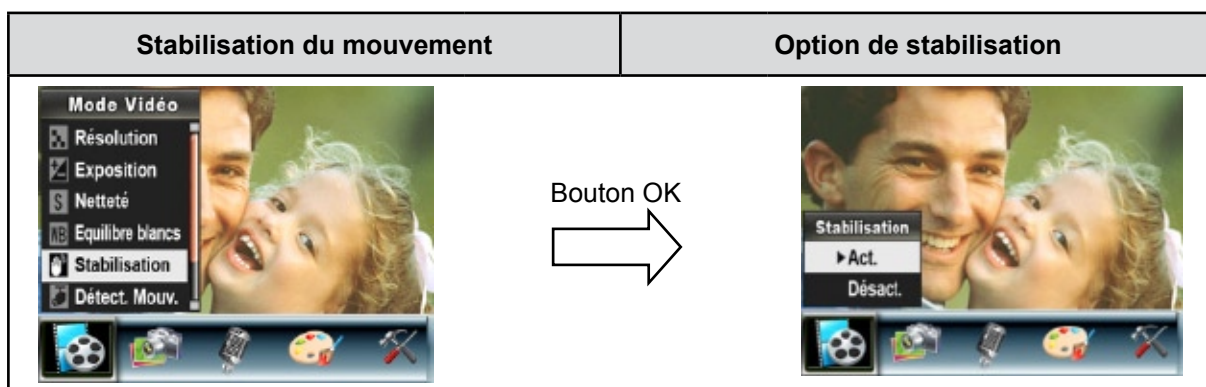 Stabilisation du mouvement
Option de stabilisation
Mode Vidéo
Résolution
Exposition
S Netteté
WB Equilibre blancs
Stabilisation
Détect. Mouv.
Bouton OK
Stabilisation
Act.
Désact.